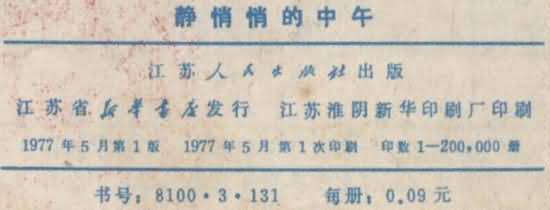 静悄悄的中午
江苏人民出版社出版
江苏省新华书店发行 江苏淮阴新华印刷厂印刷
1977年5月第1版 1977年5月第1次印刷 印数1—200,000册
书号：8100·3·131 每册：0.09元